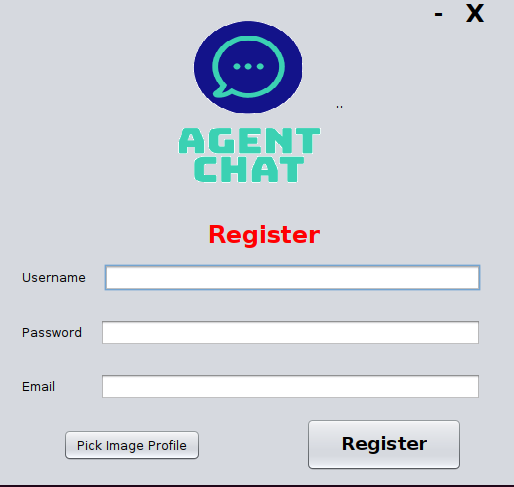 - X
..
AGENT
CHAT
Register
Username
Password
Email
Pick Image Profile
Register